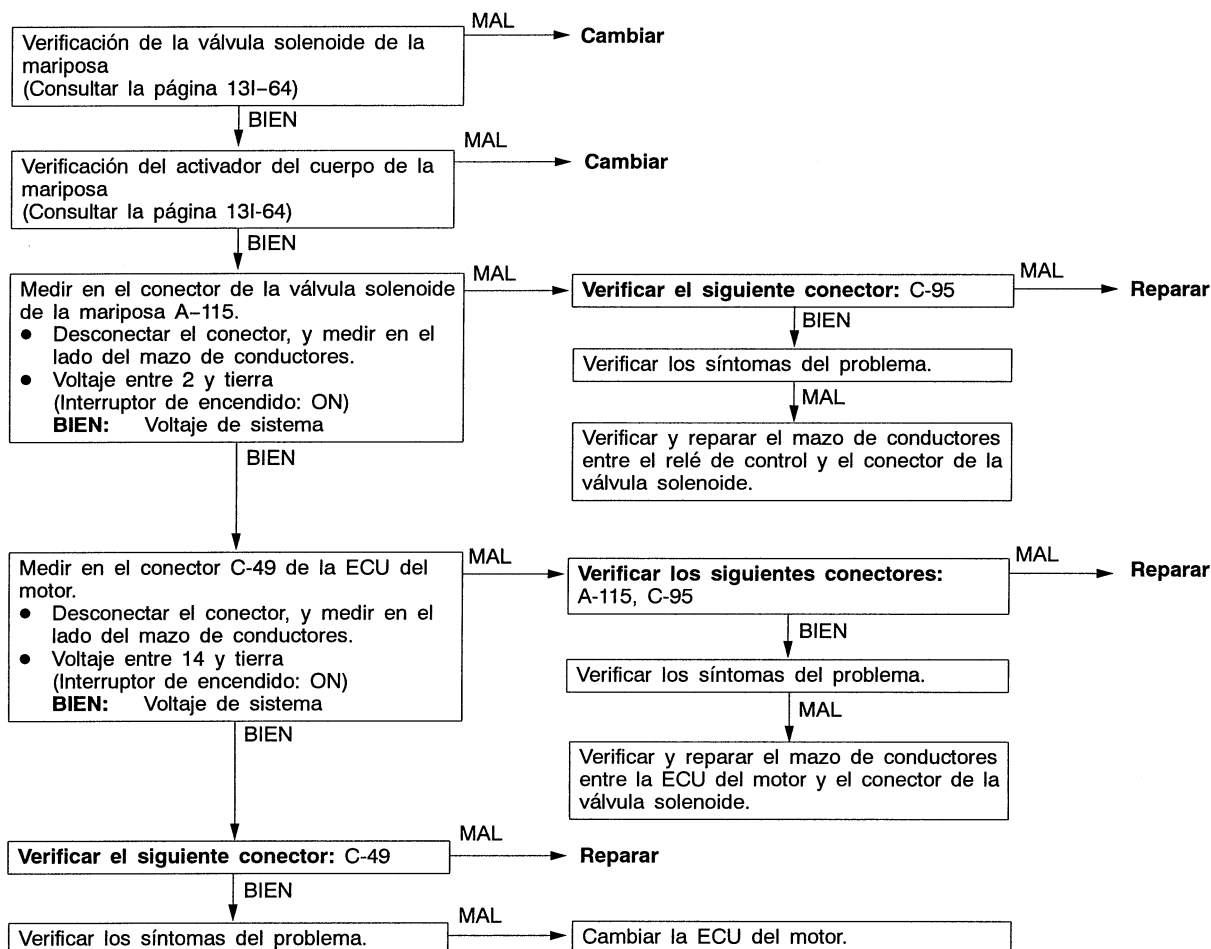 MAL
Verificación de la válvula solenoide de la
mariposa
(Consultar la página 13I–64)
Cambiar
BIEN
MAL
Verificación del activador del cuerpo de la
mariposa
(Consultar la página 13I-64)
Cambiar
BIEN
Medir en el conector de la válvula solenoide
de la mariposa A–115.
● Desconectar el conector, y medir en el
lado del mazo de conductores.
● Voltaje entre 2 y tierra
(Interruptor de encendido: ON)
BIEN: Voltaje de sistema
MAL
Verificar el siguiente conector: C-95
MAL
Reparar
BIEN
Verificar los síntomas del problema.
MAL
Verificar y reparar el mazo de conductores
entre el relé de control y el conector de la
válvula solenoide.
BIEN
Medir en el conector C-49 de la ECU del
motor.
● Desconectar el conector, y medir en el
lado del mazo de conductores.
● Voltaje entre 14 y tierra
(Interruptor de encendido: ON)
BIEN: Voltaje de sistema
MAL
Verificar los siguientes conectores:
A-115, C-95
MAL
Reparar
BIEN
Verificar los síntomas del problema.
MAL
Verificar y reparar el mazo de conductores
entre la ECU del motor y el conector de la
válvula solenoide.
BIEN
Verificar el siguiente conector: C-49
MAL
Reparar
BIEN
Verificar los síntomas del problema.
MAL
Cambiar la ECU del motor.